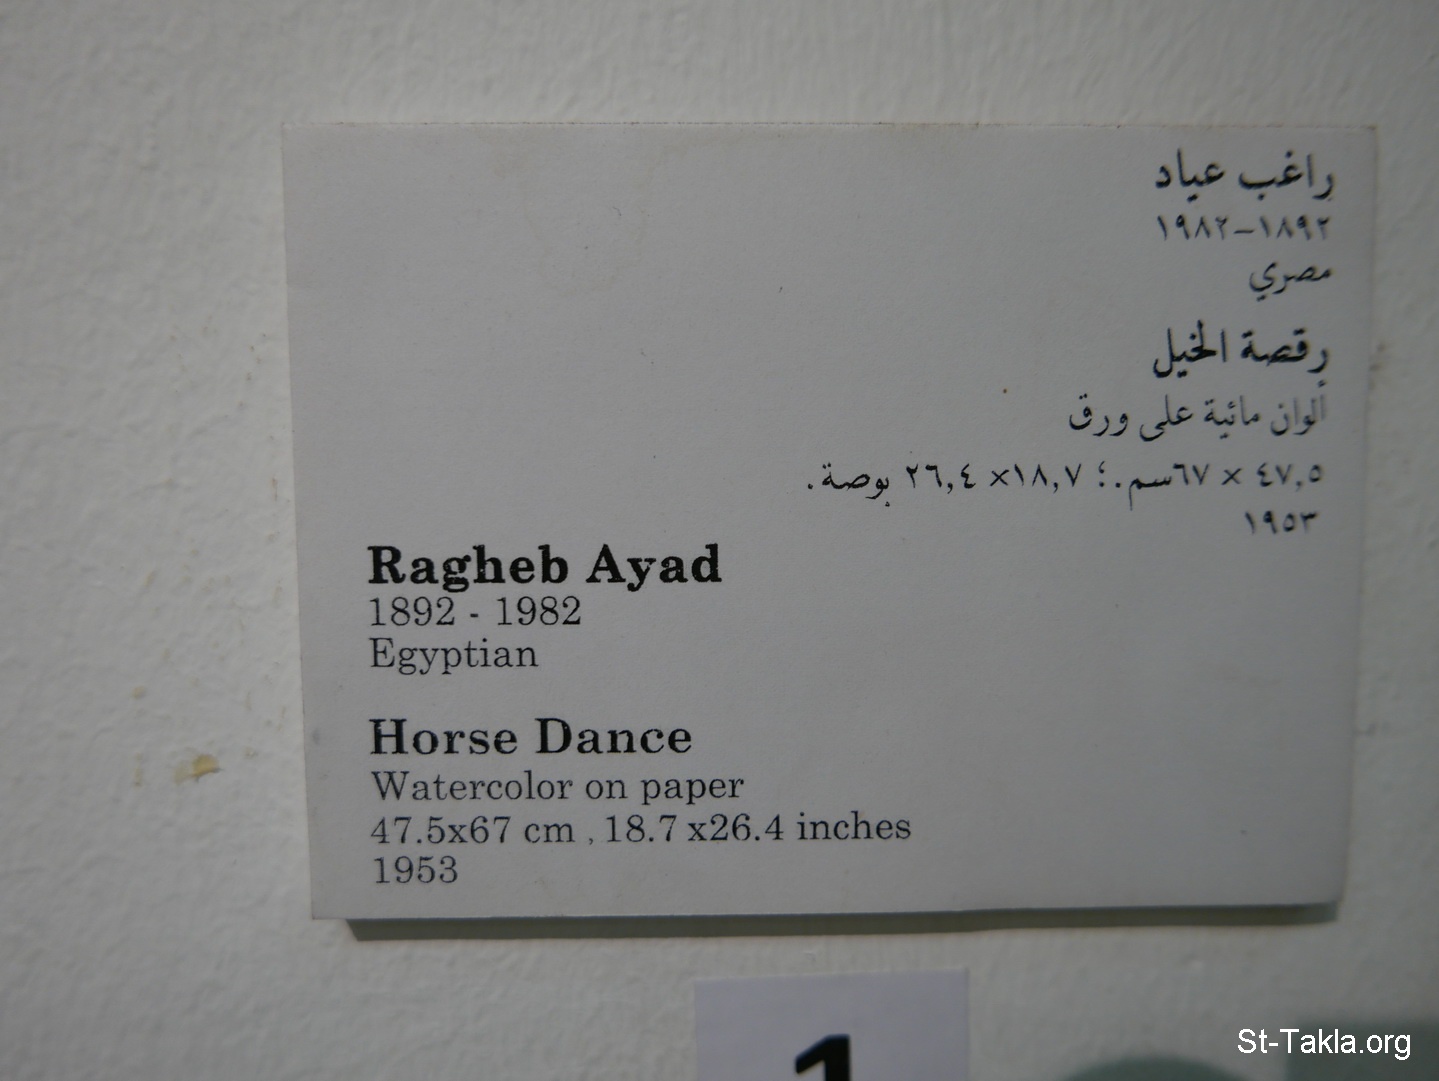 راغب عياد
١٨٩٢–١٩٨٢
مصري
رقصة الخيل
ألوان مائية على ورق
٤٧,٥ × ٦٧سم.؛ ١٨,٧× ٢٦,٤ بوصة.
١٩٥٣
Ragheb Ayad
1892 - 1982
Egyptian
Horse Dance
Watercolor on paper
47.5x67 cm , 18.7 x26.4 inches
1953
1
St-Takla.org